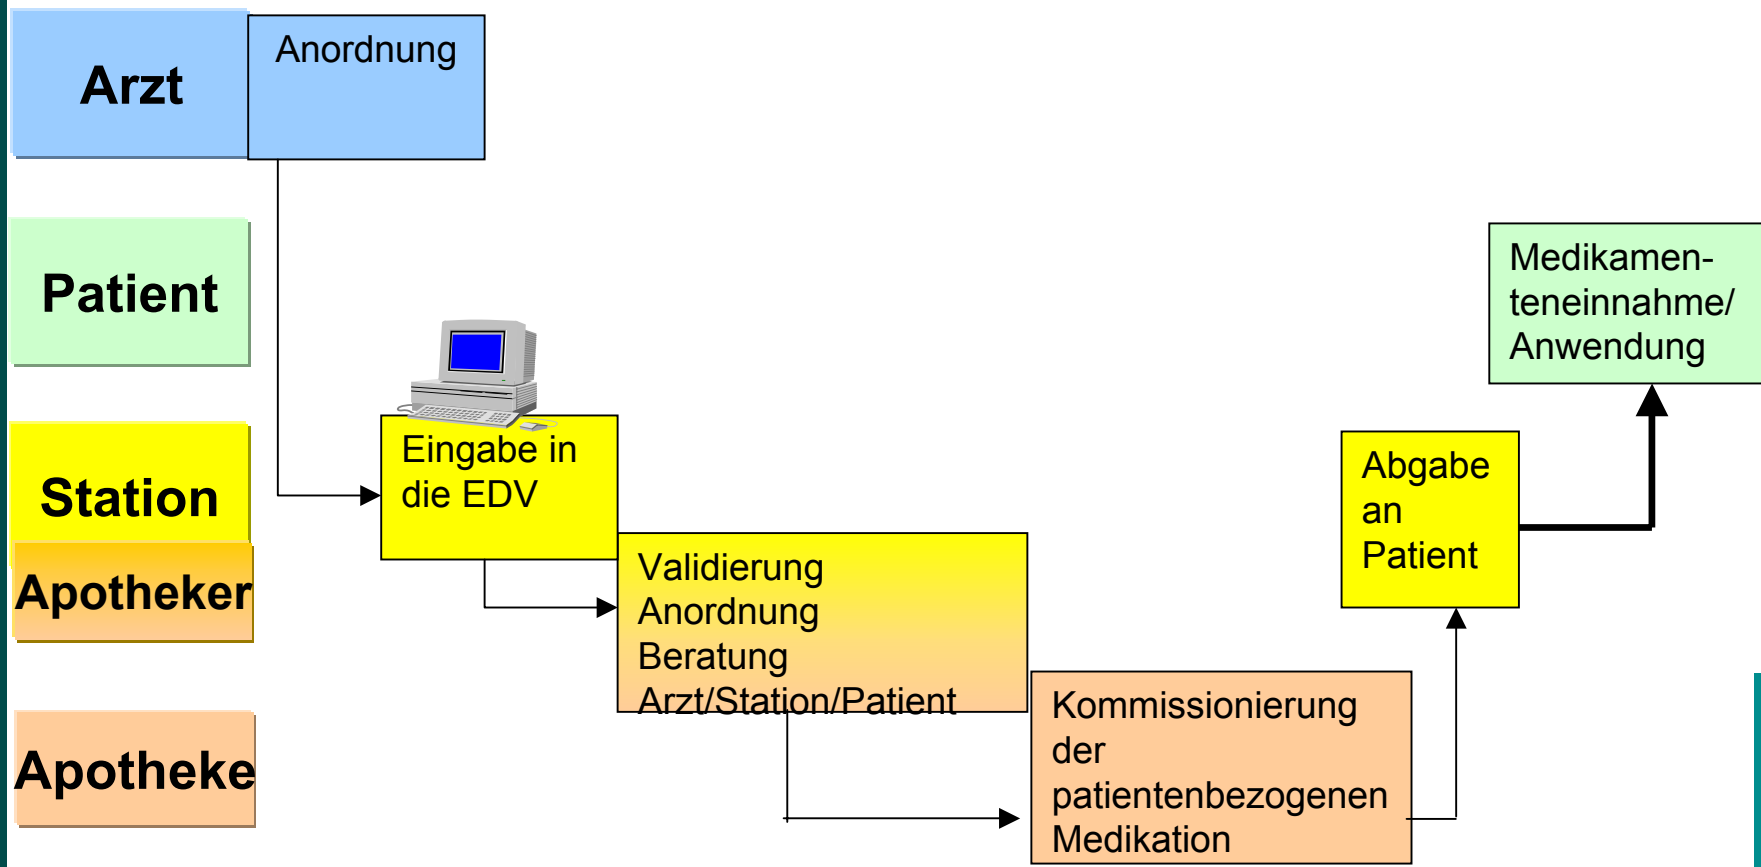 Arzt
Anordnung
Patient
Medikamen-
teneinnahme/
Anwendung
Station
Eingabe in
die EDV
Abgabe
an
Patient
Apotheker
Validierung
Anordnung
Beratung
Arzt/Station/Patient
Apotheke
Kommissionierung
der
patientenbezogenen
Medikation